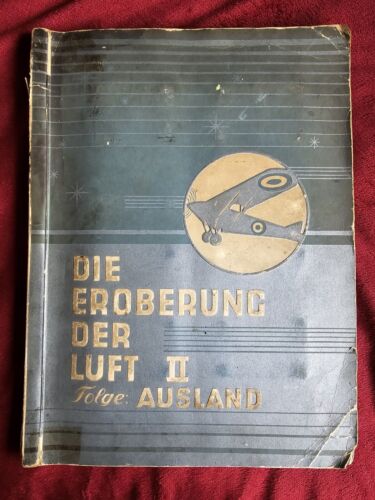 DIE
EROBERUNG
DER
LUFT II
Folge: AUSLAND